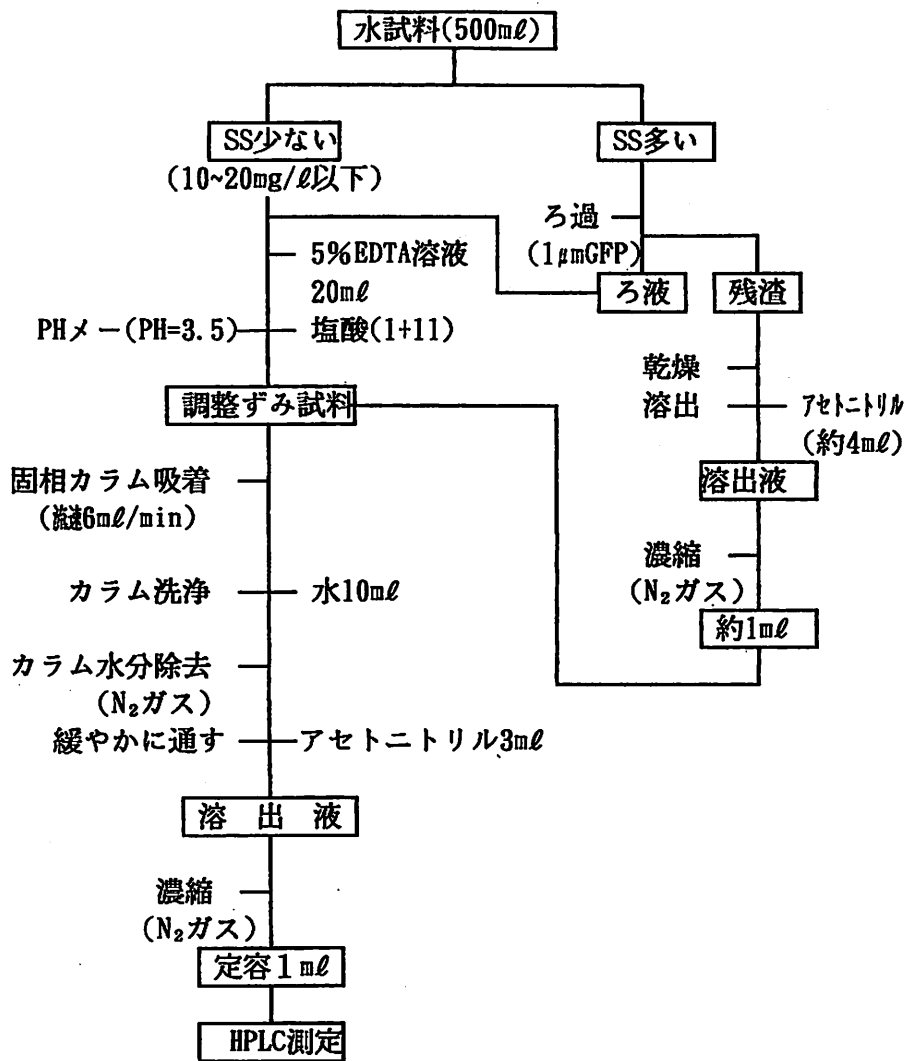 水試料(500mℓ)
SS少ない
(10~20mg/ℓ以下)
SS多い
ろ過
(1μmGFP)
ろ液
残渣
5%EDTA溶液
20mℓ
PHメー(PH=3.5)
塩酸(1+11)
調整ずみ試料
乾燥
溶出
アセトニトリル
(約4mℓ)
溶出液
濃縮
(N₂ガス)
約1mℓ
固相カラム吸着
(流速6mℓ/min)
カラム洗浄
水10mℓ
カラム水分除去
(N₂ガス)
緩やかに通す
アセトニトリル3mℓ
溶 出 液
濃縮
(N₂ガス)
定容1mℓ
HPLC測定